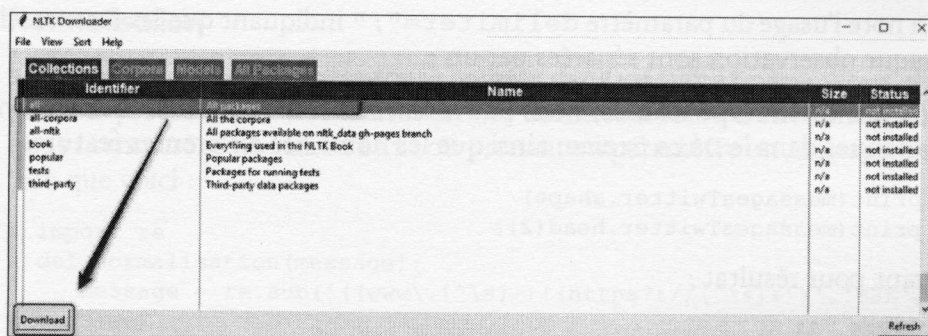 NLTK Downloader
File View Sort Help
Collections Corpora Models All Packages
Identifier Name Size Status
all All packages n/a not installed
all-corpora All the corpora n/a not installed
all-nltk All packages available on nltk_data gh-pages branch n/a not installed
book Everything used in the NLTK Book n/a not installed
popular Popular packages n/a not installed
tests Packages for running tests n/a not installed
third-party Third-party data packages n/a not installed
Download Refresh